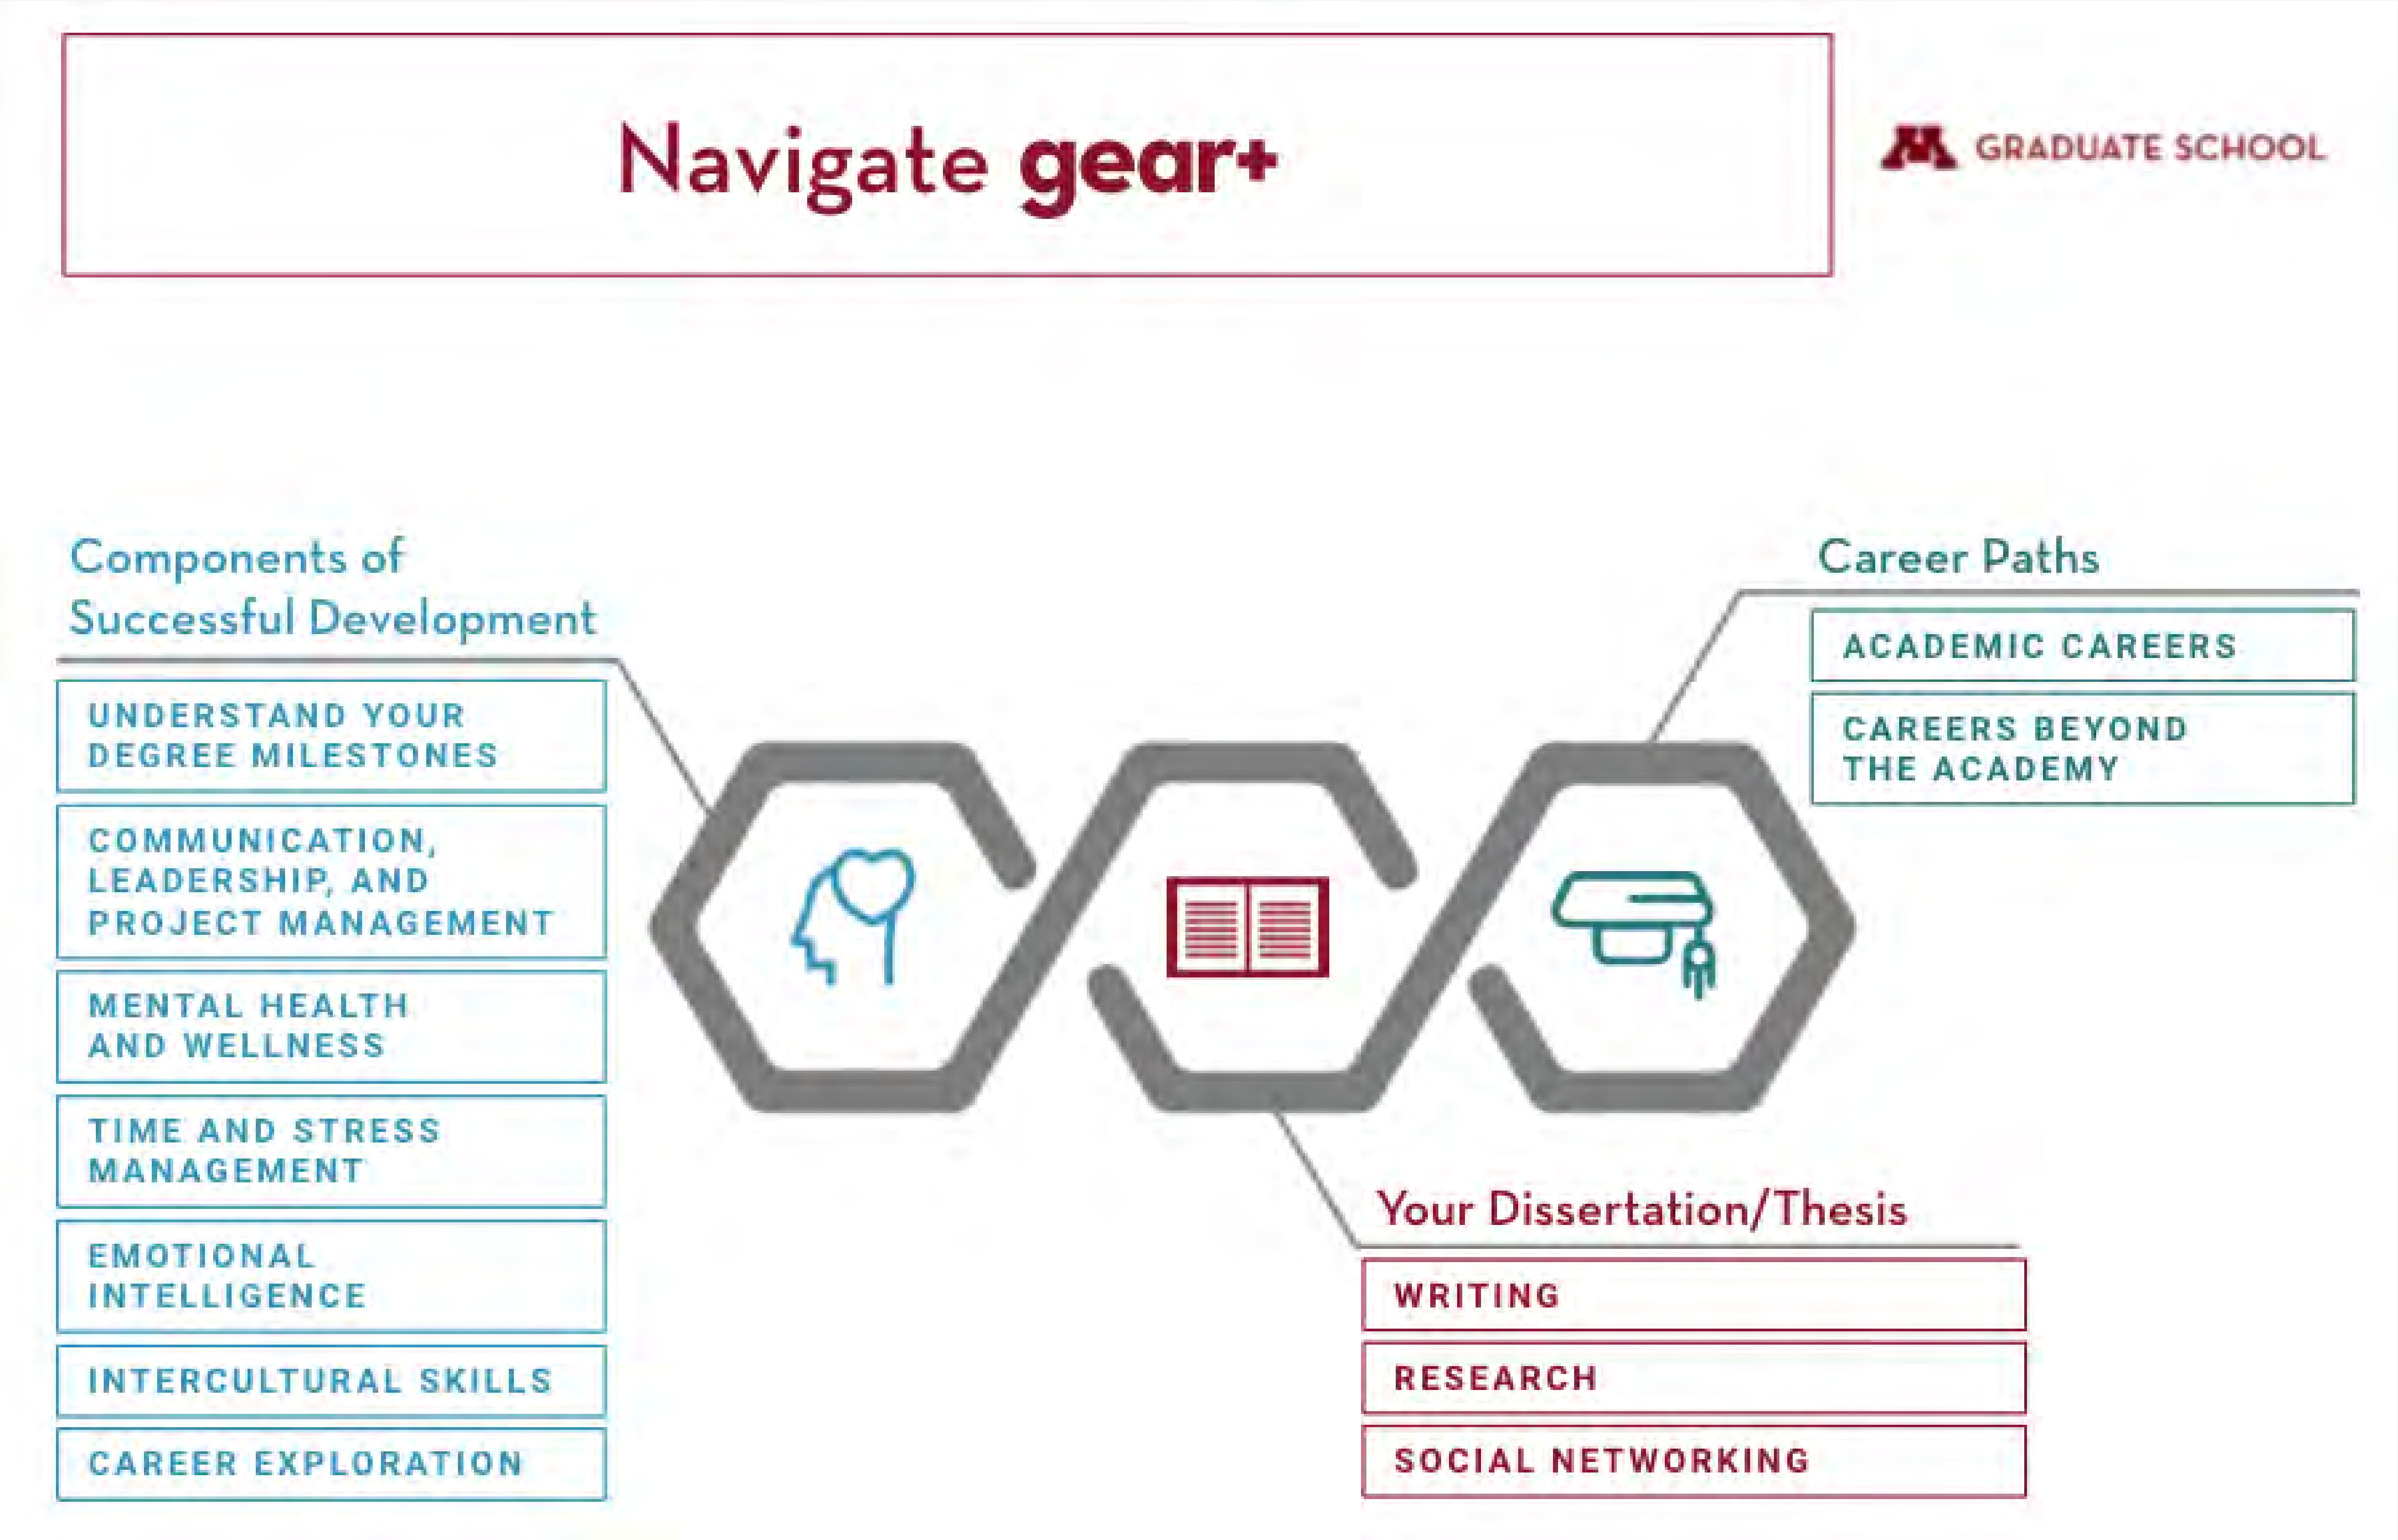 Navigate gear+
GRADUATE SCHOOL
Components of
Successful Development
UNDERSTAND YOUR
DEGREE MILESTONES
COMMUNICATION,
LEADERSHIP, AND
PROJECT MANAGEMENT
MENTAL HEALTH
AND WELLNESS
TIME AND STRESS
MANAGEMENT
EMOTIONAL
INTELLIGENCE
INTERCULTURAL SKILLS
CAREER EXPLORATION
Career Paths
ACADEMIC CAREERS
CAREERS BEYOND
THE ACADEMY
Your Dissertation/Thesis
WRITING
RESEARCH
SOCIAL NETWORKING